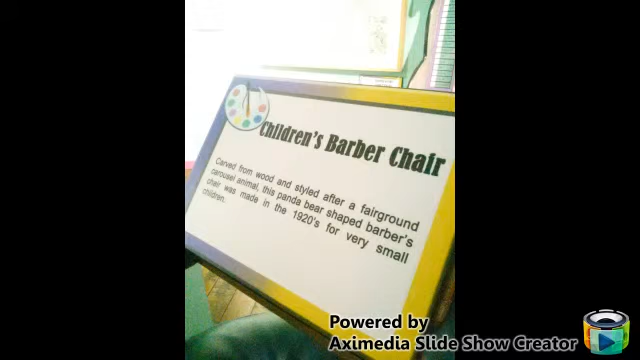 Children's Barber Chair
Carved from wood and styled after a fairground
carousel animal, this panda bear shaped barber's
chair was made in the 1920's for very small
children.
Powered by
Aximedia Slide Show Creator